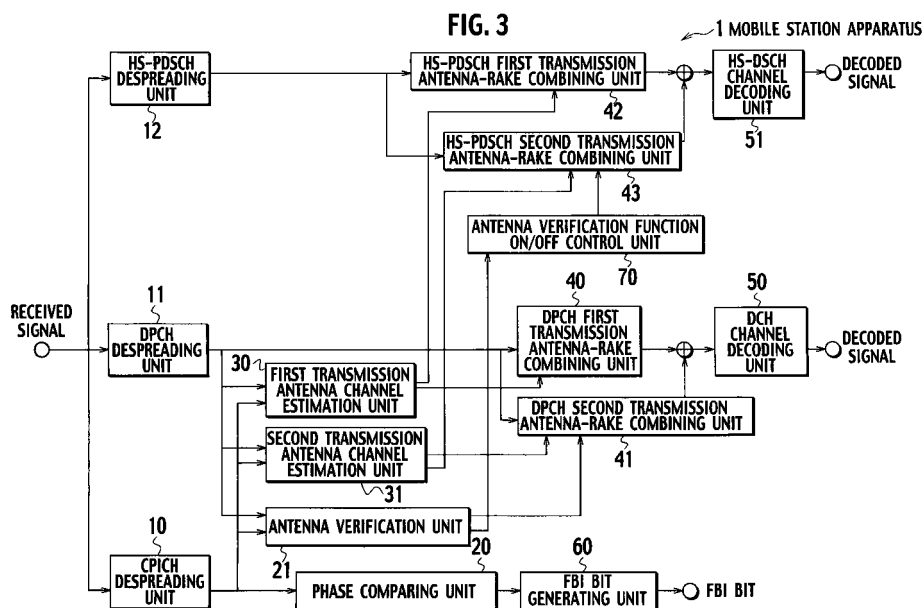 FIG. 3
1 MOBILE STATION APPARATUS
HS-PDSCH
DESPREADING
UNIT
12
HS-PDSCH FIRST TRANSMISSION
ANTENNA-RAKE COMBINING UNIT
42
HS-DSCH
CHANNEL
DECODING
UNIT
51
DECODED
SIGNAL
HS-PDSCH SECOND TRANSMISSION
ANTENNA-RAKE COMBINING UNIT
43
ANTENNA VERIFICATION FUNCTION
ON/OFF CONTROL UNIT
70
RECEIVED
SIGNAL
11
DPCH
DESPREADING
UNIT
40
DPCH FIRST
TRANSMISSION
ANTENNA-RAKE
COMBINING UNIT
50
DCH
CHANNEL
DECODING
UNIT
DECODED
SIGNAL
30
FIRST TRANSMISSION
ANTENNA CHANNEL
ESTIMATION UNIT
DPCH SECOND TRANSMISSION
ANTENNA-RAKE COMBINING UNIT
41
SECOND TRANSMISSION
ANTENNA CHANNEL
ESTIMATION UNIT
31
ANTENNA VERIFICATION UNIT
21
10
CPICH
DESPREADING
UNIT
20
PHASE COMPARING UNIT
60
FBI BIT
GENERATING UNIT
FBI BIT